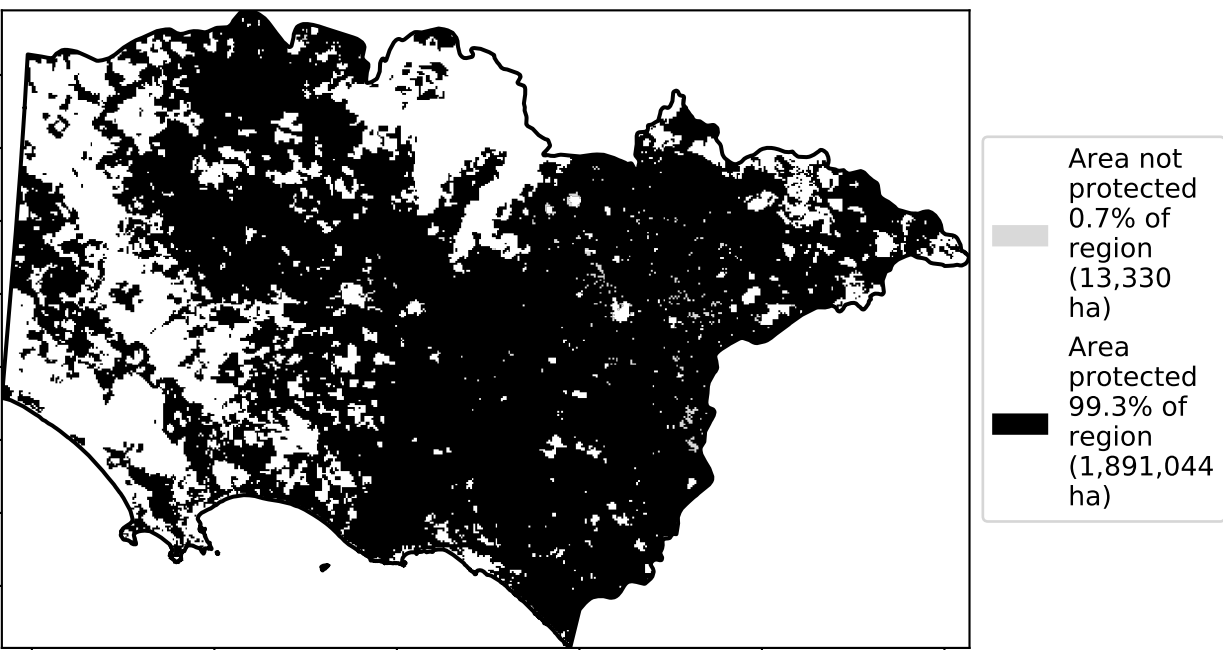 Area not
protected
0.7% of
region
(13,330
ha)
Area
protected
99.3% of
region
(1,891,044
ha)